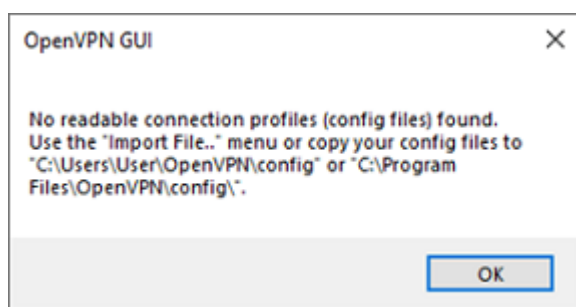 OpenVPN GUI
No readable connection profiles (config files) found.
Use the "Import File.." menu or copy your config files to
"C:\Users\User\OpenVPN\config" or "C:\Program
Files\OpenVPN\config\".
OK